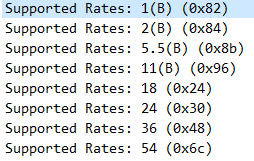 Supported Rates: 1(B) (0x82)
Supported Rates: 2(B) (0x84)
Supported Rates: 5.5(B) (0x8b)
Supported Rates: 11(B) (0x96)
Supported Rates: 18 (0x24)
Supported Rates: 24 (0x30)
Supported Rates: 36 (0x48)
Supported Rates: 54 (0x6c)